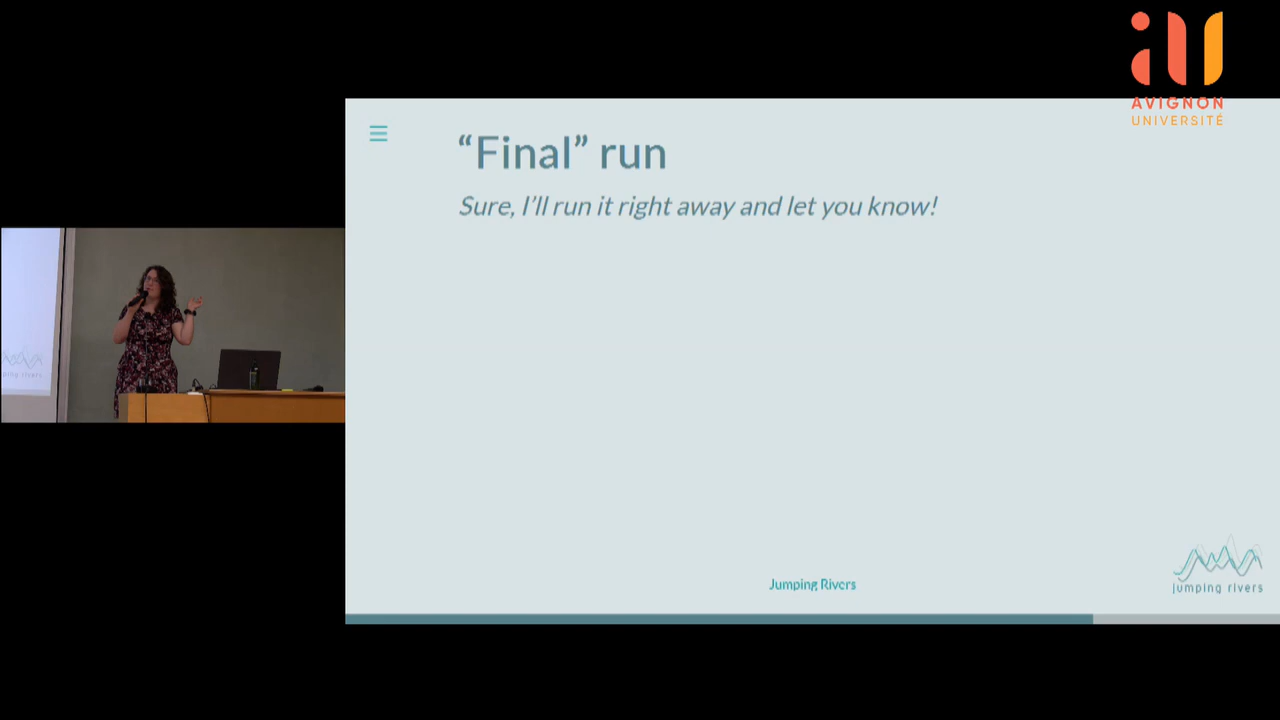 AVIGNON
UNIVERSITÉ
“Final” run
Sure, I’ll run it right away and let you know!
Jumping Rivers
jumping rivers